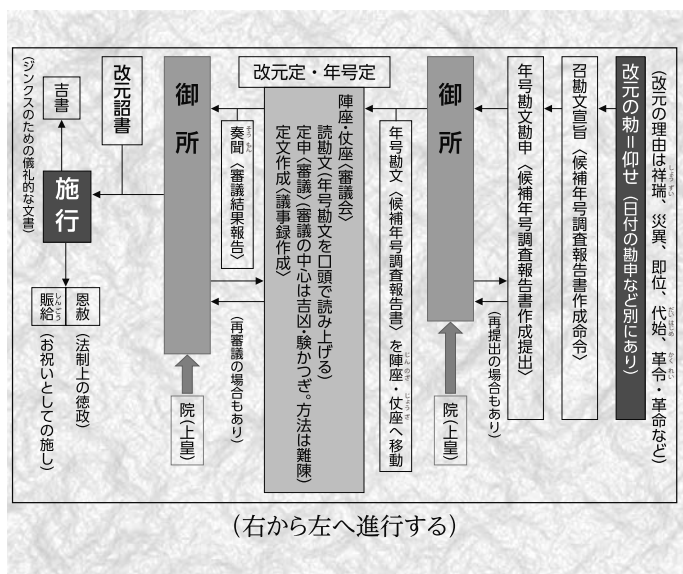 （改元の理由は祥瑞、災異、即位、代始、革令・革命など）
改元の勅＝仰せ（日付の勘申など別にあり）
召勘文宣旨〈候補年号調査報告書作成命令〉
年号勘文勘申〈候補年号調査報告書作成提出〉
（再提出の場合もあり）
御所
院（上皇）
年号勘文〈候補年号調査報告書〉を陣座・仗座へ移動
じんのざ
じょうざ
改元定・年号定
陣座・仗座〈審議会〉
読勘文（年号勘文を口頭で読み上げる）
定申〈審議〉（審議の中心は吉凶・験かつぎ。方法は難陳）
定文作成〈議事録作成〉
奏聞〈審議結果報告〉
（再審議の場合もあり）
御所
院（上皇）
改元詔書
施行
吉書
（ジンクスのための儀礼的な文書）
恩赦
（法制上の徳政）
賑給
しんごう
（お祝いとしての施し）
（右から左へ進行する）